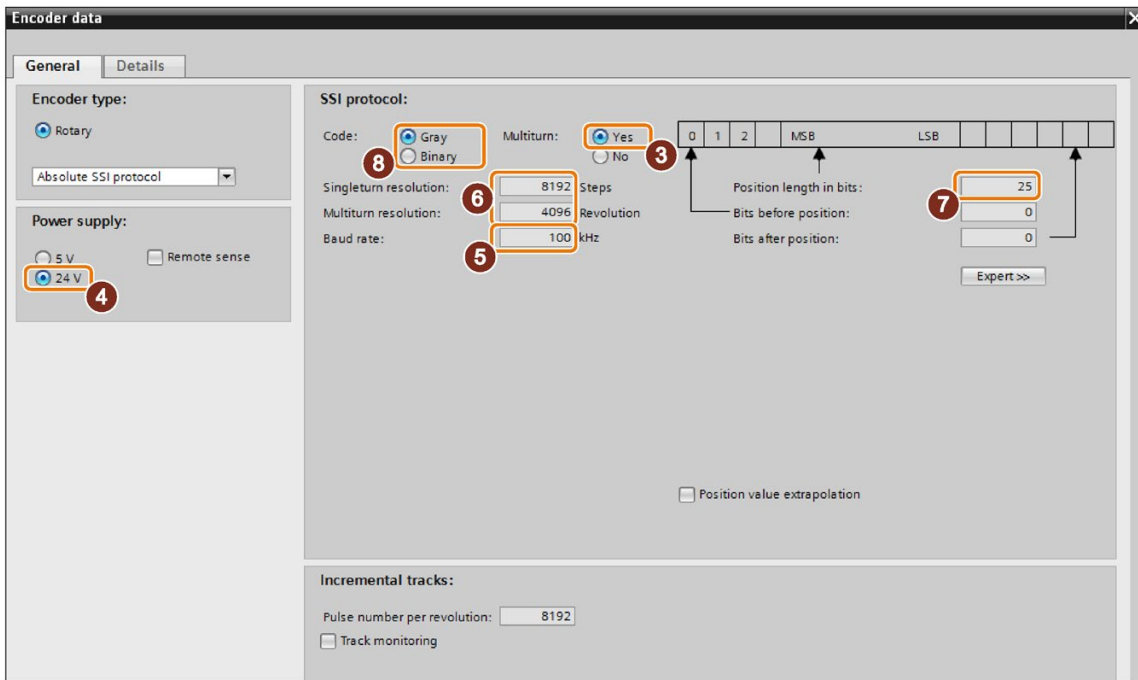 Encoder data
General Details
Encoder type:
Rotary
Absolute SSI protocol
Power supply:
5 V Remote sense
24 V
4
SSI protocol:
Code: Gray Multiturn: Yes 0 1 2 MSB LSB
8 Binary No 3
Singleturn resolution: 8192 Steps Position length in bits: 25
6 7
Multiturn resolution: 4096 Revolution Bits before position: 0
Baud rate: 100 kHz Bits after position: 0
5
Expert >>
Position value extrapolation
Incremental tracks:
Pulse number per revolution: 8192
Track monitoring